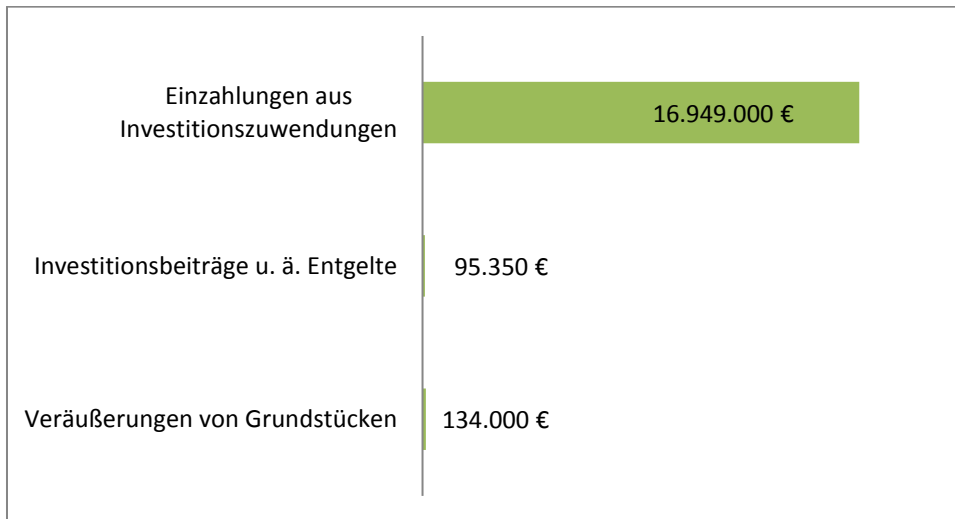 Einzahlungen aus
Investitionszuwendungen
16.949.000 €
Investitionsbeiträge u. ä. Entgelte
95.350 €
Veräußerungen von Grundstücken
134.000 €